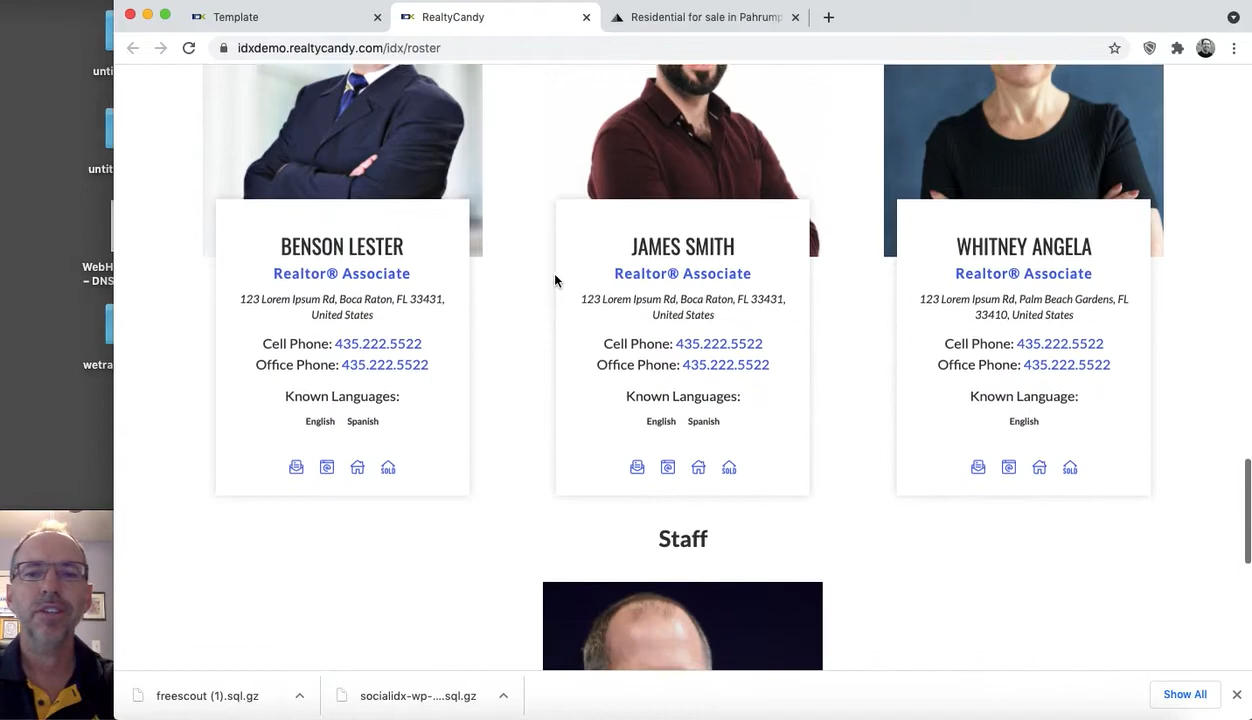 Template
RealtyCandy
Residential for sale in Pahrump
idxdemo.realtycandy.com/idx/roster
unti
untit
WebH
– DNS
wetra
BENSON LESTER
Realtor® Associate
123 Lorem Ipsum Rd, Boca Raton, FL 33431,
United States
Cell Phone: 435.222.5522
Office Phone: 435.222.5522
Known Languages:
English Spanish
SOLD
JAMES SMITH
Realtor® Associate
123 Lorem Ipsum Rd, Boca Raton, FL 33431,
United States
Cell Phone: 435.222.5522
Office Phone: 435.222.5522
Known Languages:
English Spanish
SOLD
WHITNEY ANGELA
Realtor® Associate
123 Lorem Ipsum Rd, Palm Beach Gardens, FL
33410, United States
Cell Phone: 435.222.5522
Office Phone: 435.222.5522
Known Language:
English
SOLD
Staff
freescout (1).sql.gz
socialidx-wp-....sql.gz
Show All